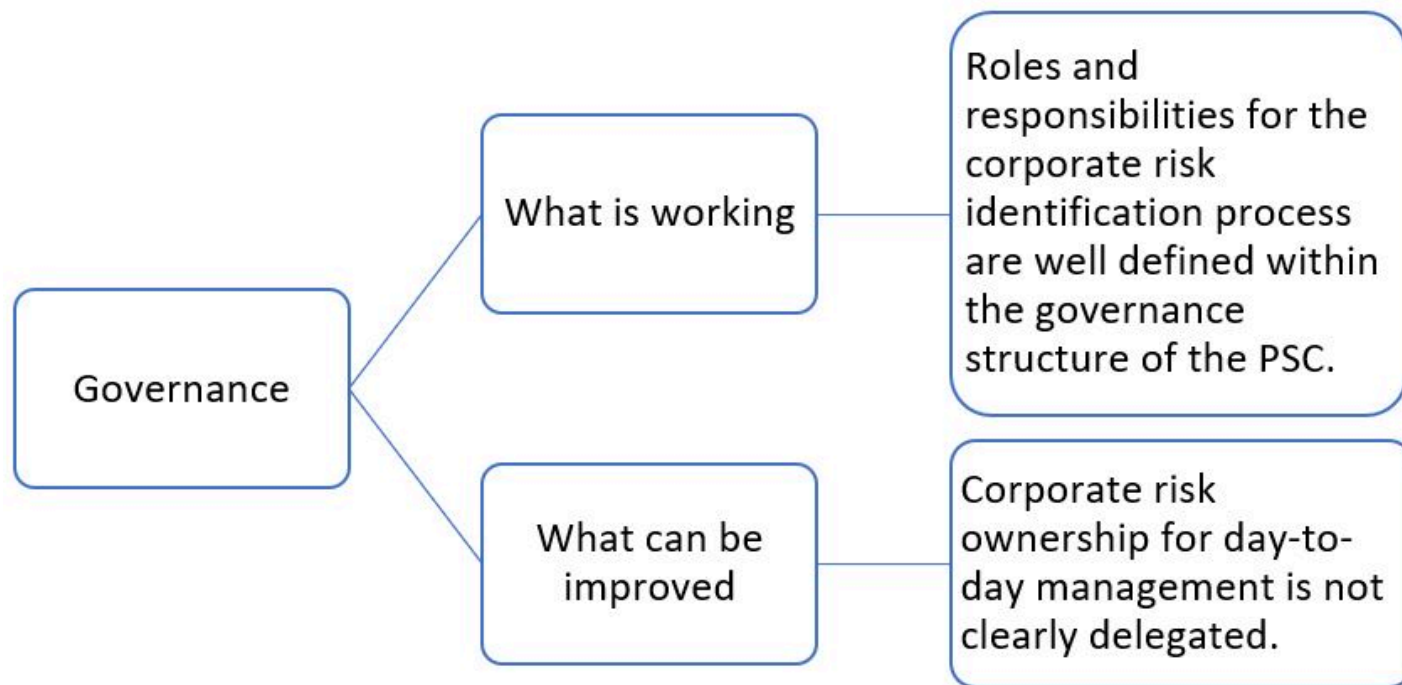 Governance
What is working
Roles and
responsibilities for the
corporate risk
identification process
are well defined within
the governance
structure of the PSC.
What can be
improved
Corporate risk
ownership for day-to-
day management is not
clearly delegated.